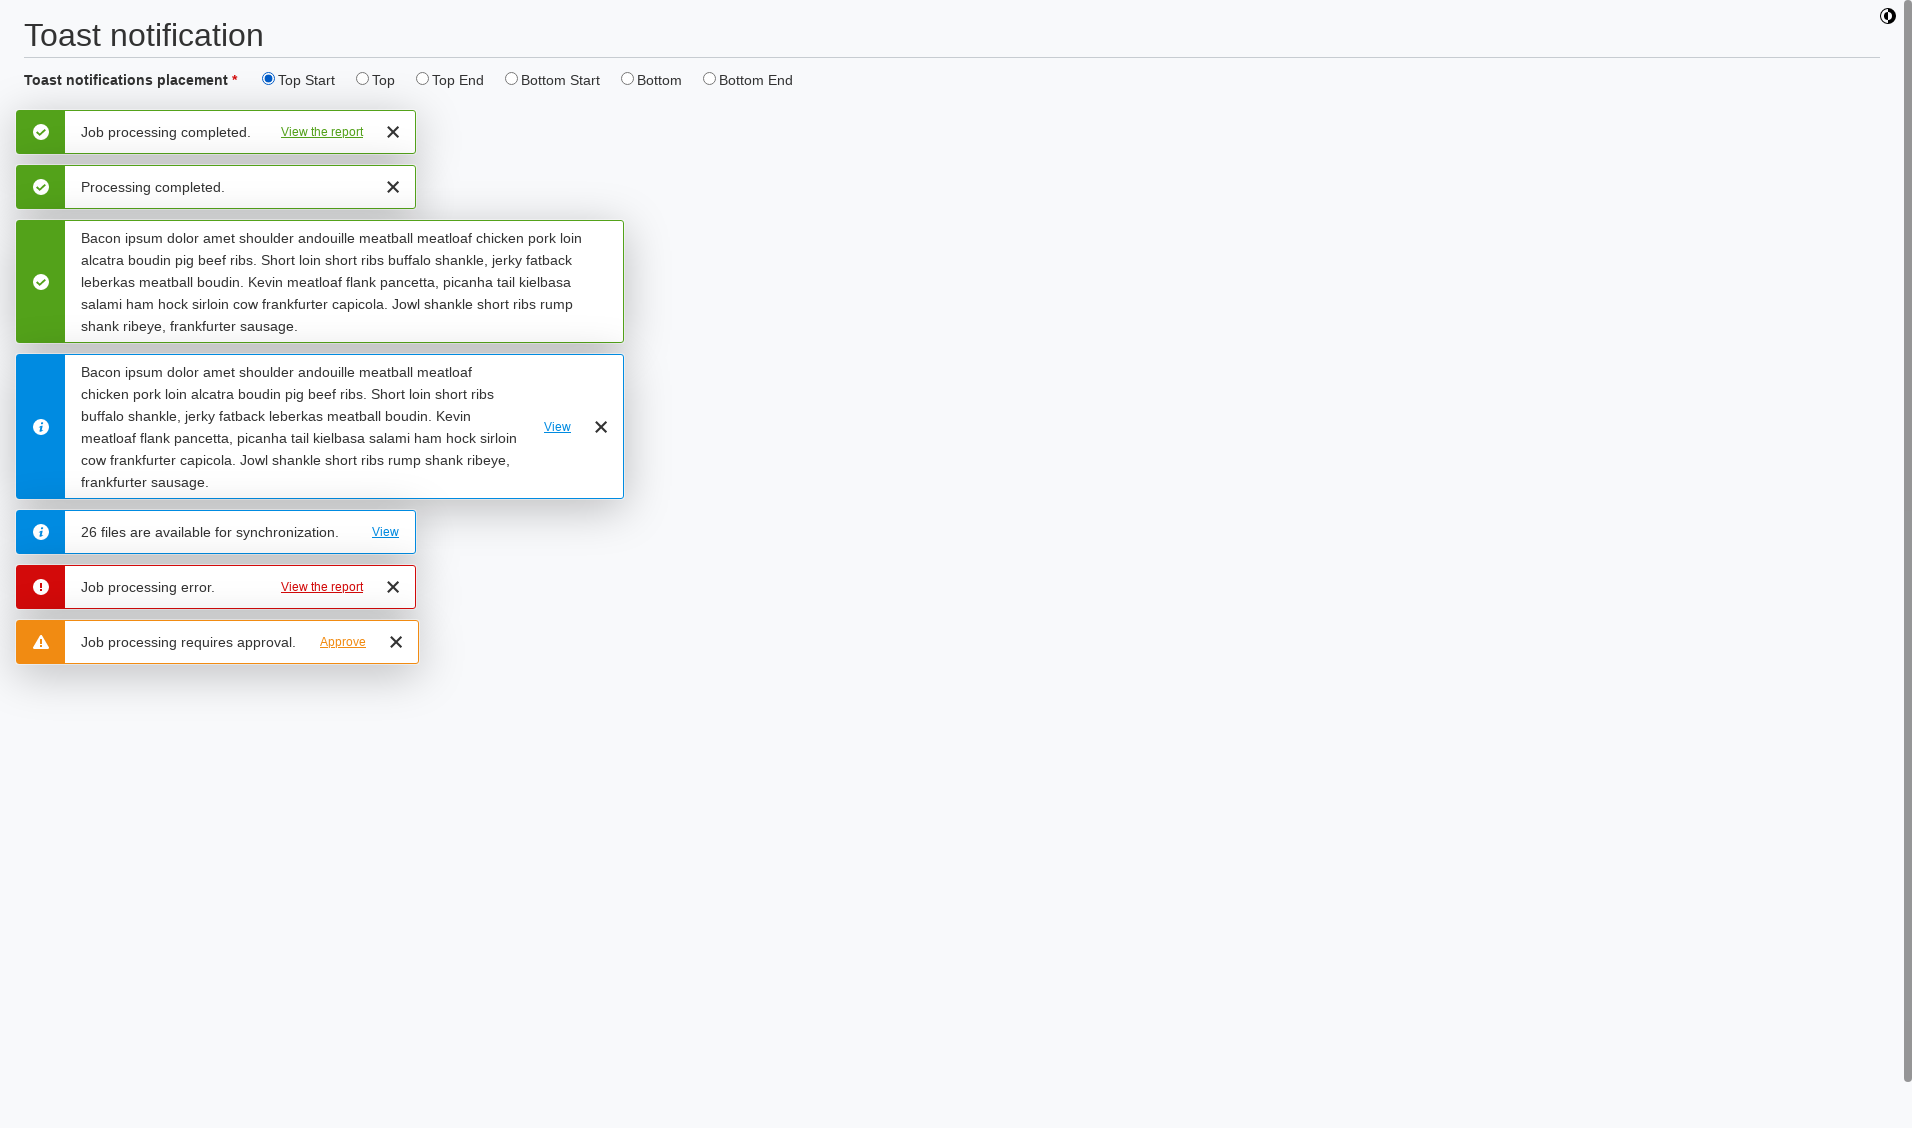 Toast notification
Toast notifications placement * Top Start Top Top End Bottom Start Bottom Bottom End
Job processing completed. View the report
Processing completed.
Bacon ipsum dolor amet shoulder andouille meatball meatloaf chicken pork loin
alcatra boudin pig beef ribs. Short loin short ribs buffalo shankle, jerky fatback
leberkas meatball boudin. Kevin meatloaf flank pancetta, picanha tail kielbasa
salami ham hock sirloin cow frankfurter capicola. Jowl shankle short ribs rump
shank ribeye, frankfurter sausage.
Bacon ipsum dolor amet shoulder andouille meatball meatloaf
chicken pork loin alcatra boudin pig beef ribs. Short loin short ribs
buffalo shankle, jerky fatback leberkas meatball boudin. Kevin
meatloaf flank pancetta, picanha tail kielbasa salami ham hock sirloin
cow frankfurter capicola. Jowl shankle short ribs rump shank ribeye,
frankfurter sausage.
View
26 files are available for synchronization. View
Job processing error. View the report
Job processing requires approval. Approve